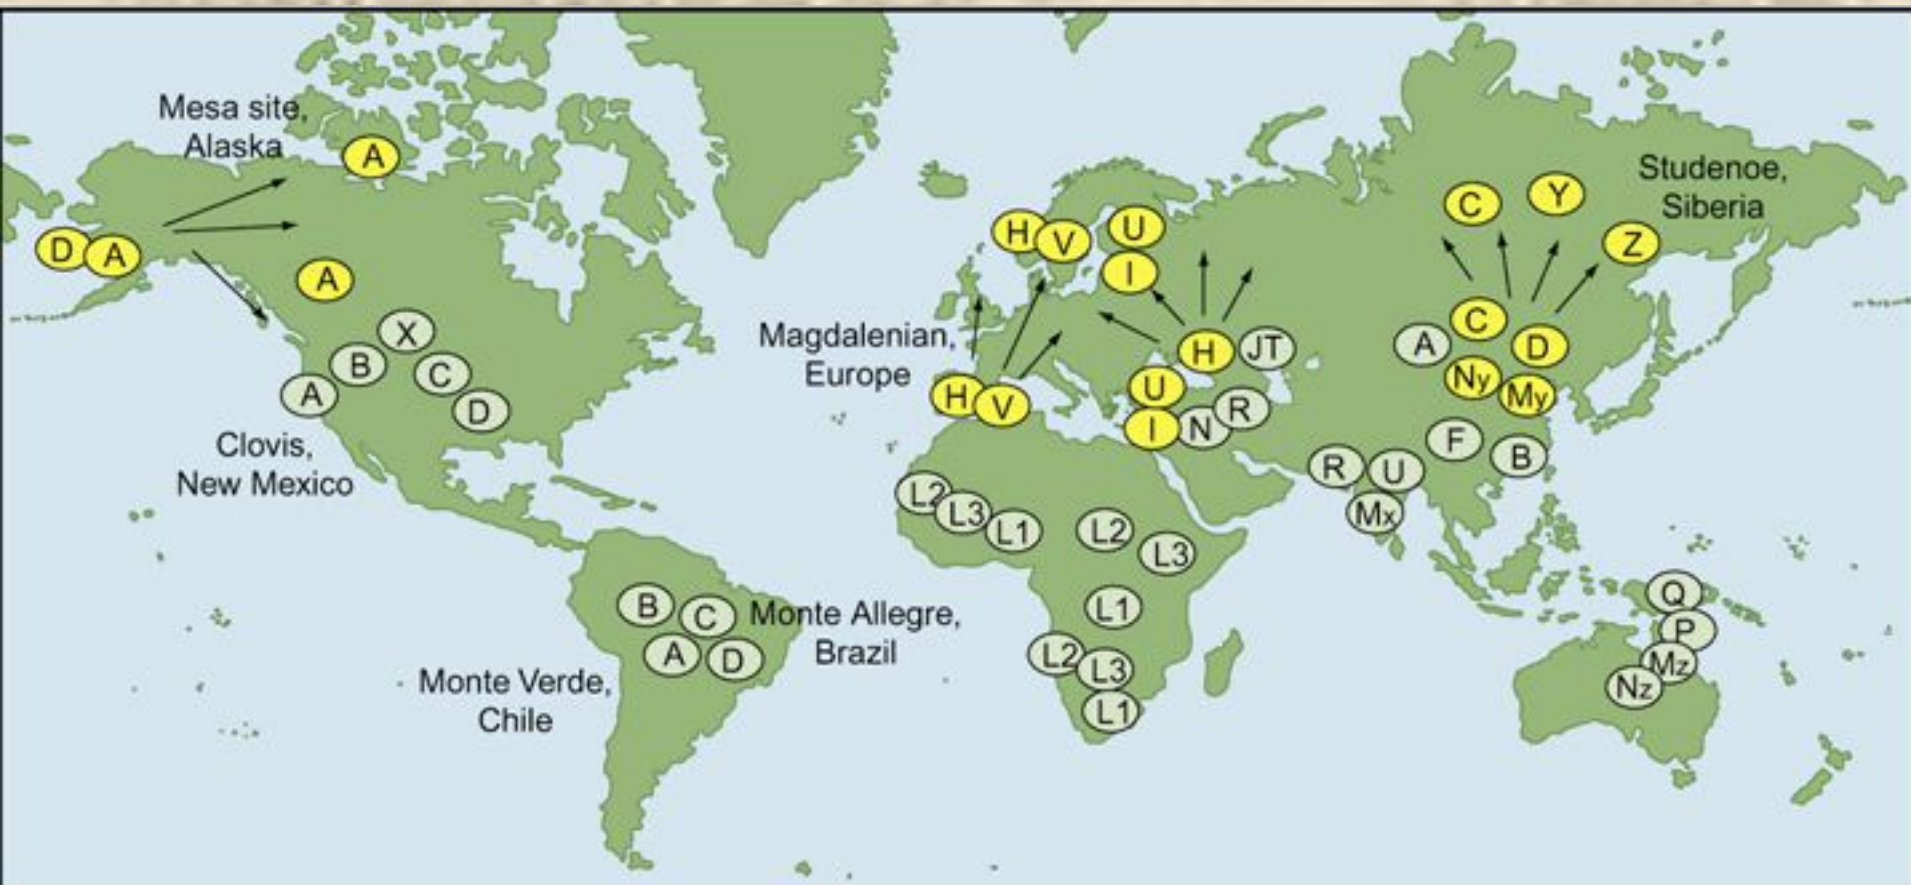 Mesa site,
Alaska
A
D
A
A
X
B
C
A
D
Clovis,
New Mexico
B
C
A
D
Monte Allegre,
Brazil
Monte Verde,
Chile
H
V
U
I
Magdalenian,
Europe
H
JT
U
H
V
I
N
R
L2
L3
L1
L2
L3
L1
L2
L3
L1
Studenoe,
Siberia
C
Y
Z
C
A
D
Ny
My
F
B
R
U
Mx
Q
P
Mz
Nz